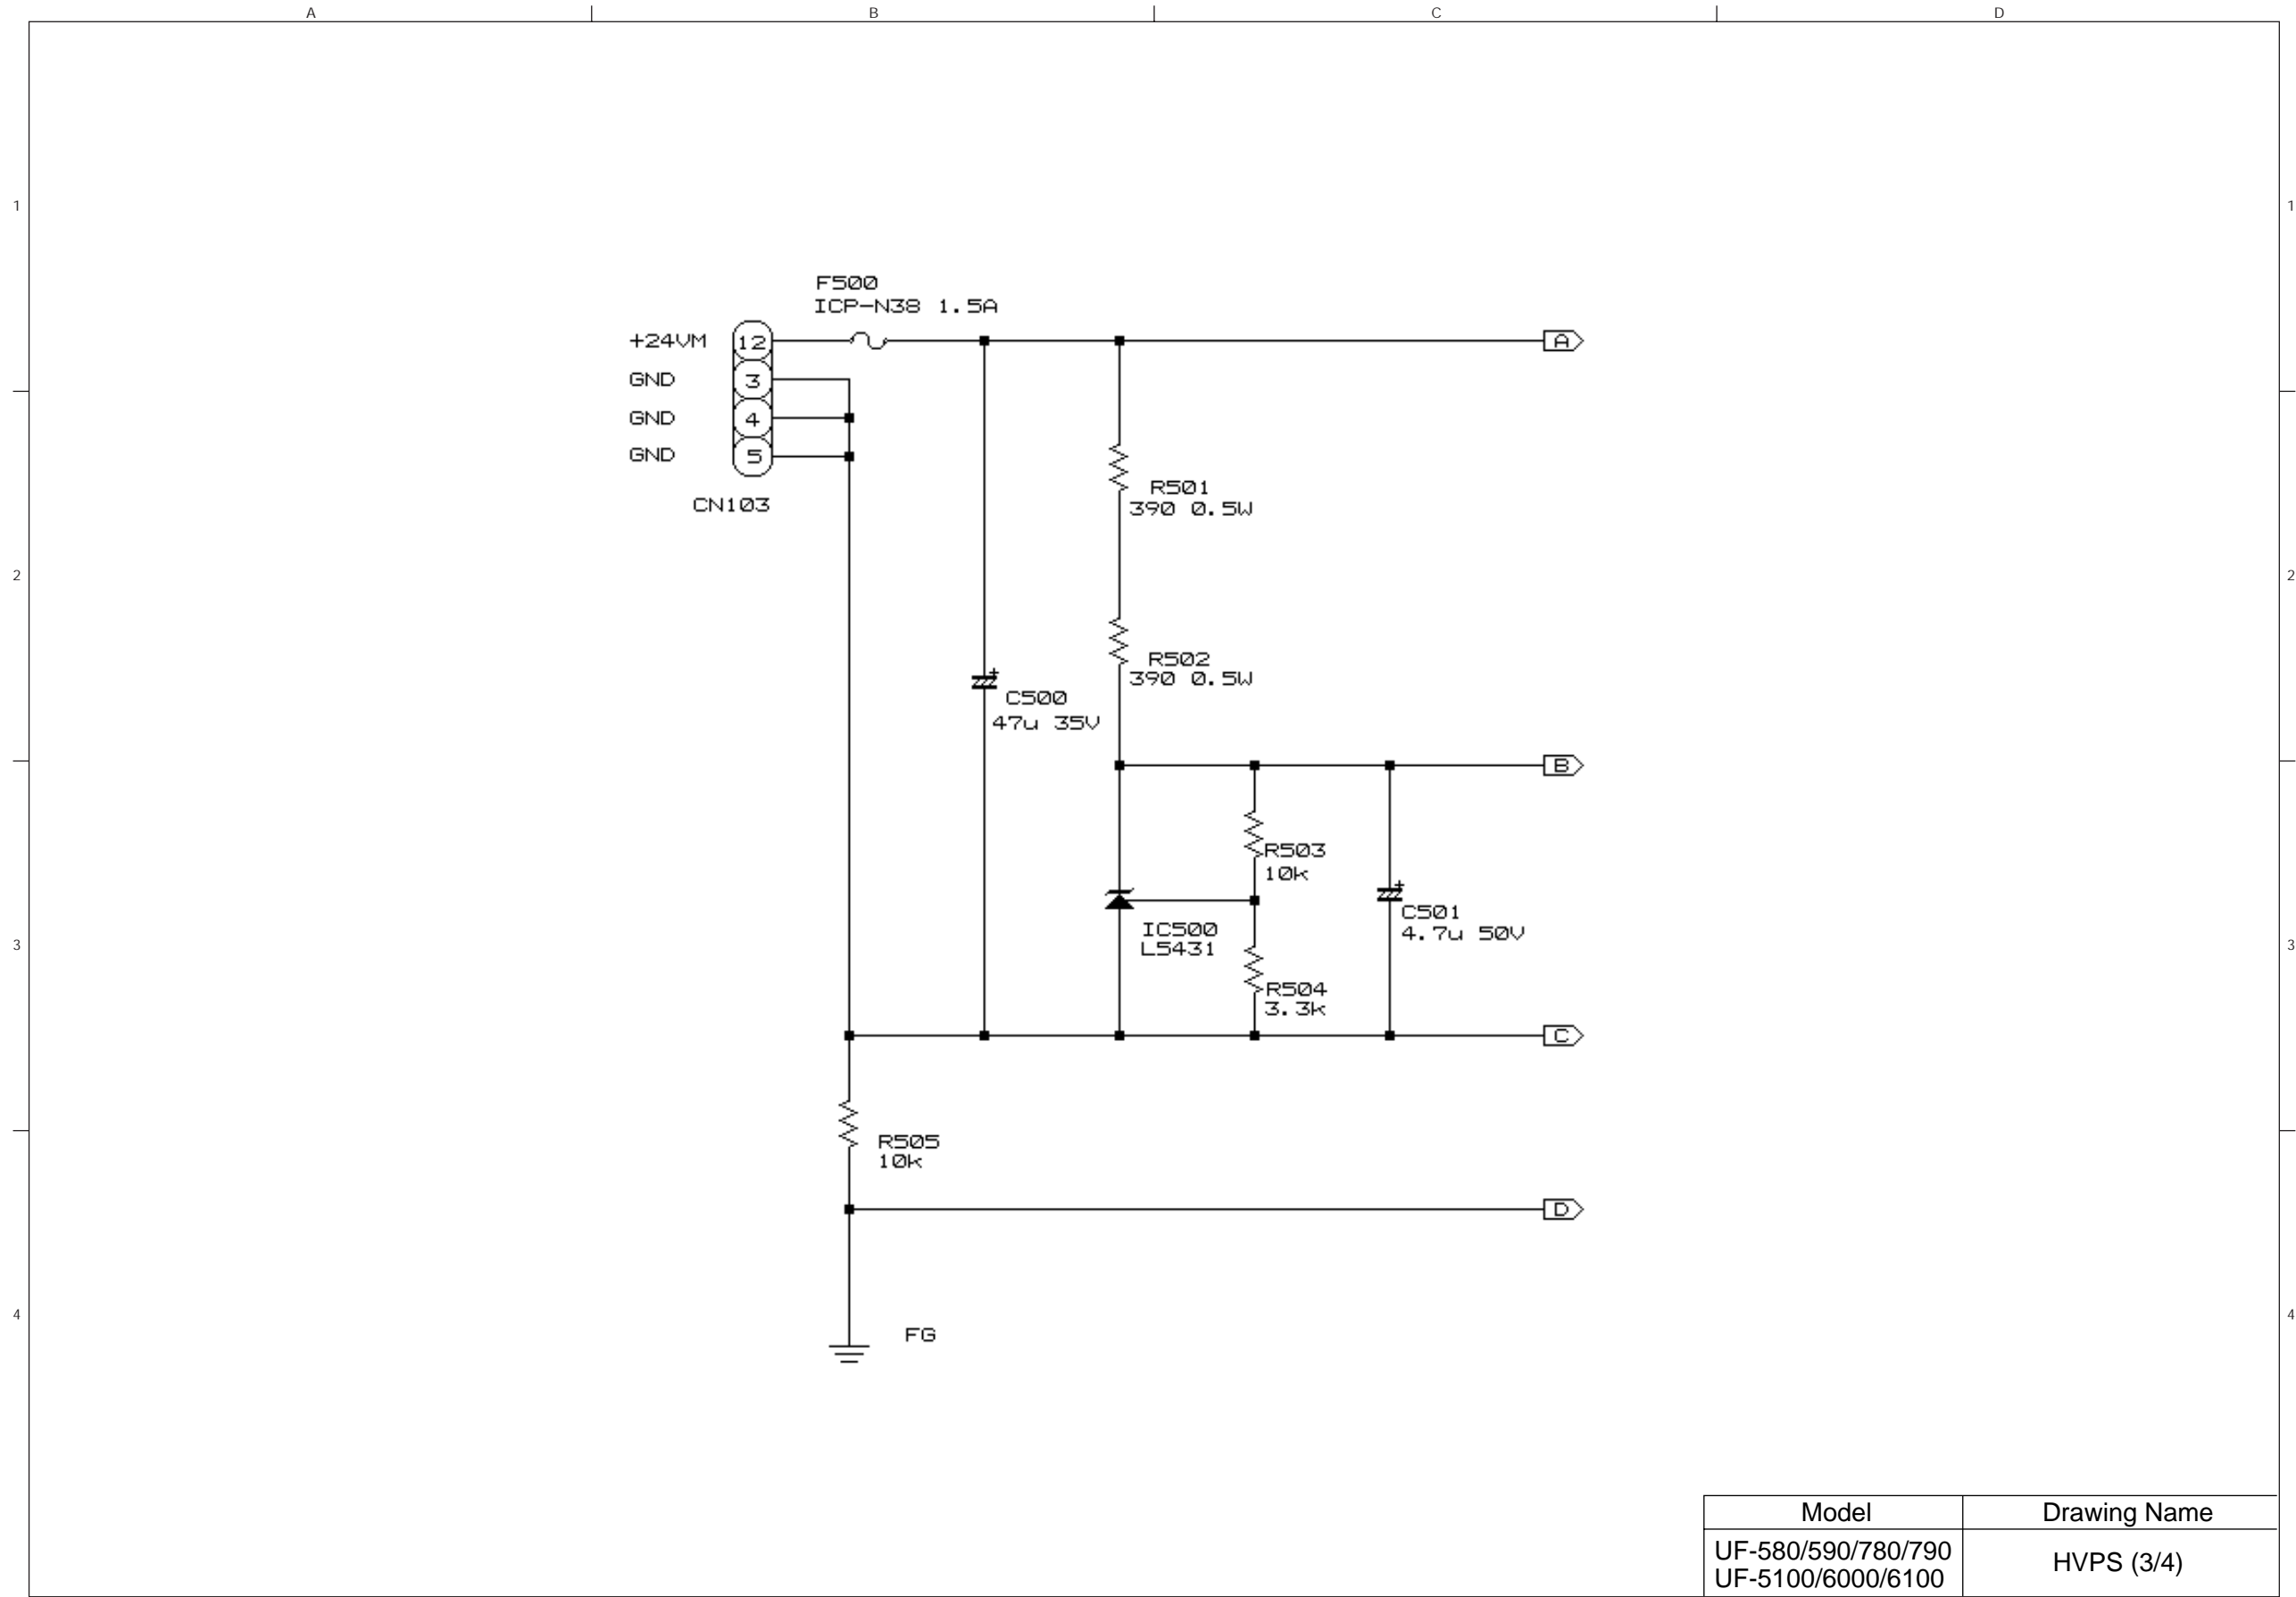 A B C D
1 1
F500
ICP-N38 1.5A
+24VM 12 A
GND 3
GND 4
GND 5
R501
CN103 390 0.5W
2 2
R502
390 0.5W
C500
47u 35V
B
R503
10k
C501
IC500 4.7u 50V
3 L5431 3
R504
3.3k
C
R505
10k
D
4 4
FG
Model Drawing Name
UF-580/590/780/790
UF-5100/6000/6100
HVPS (3/4)